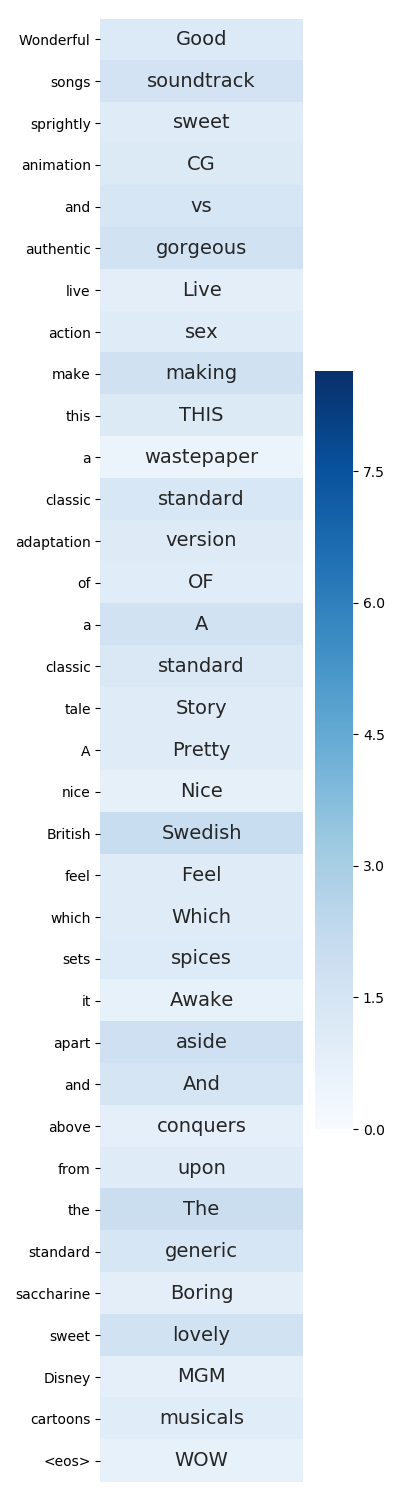 Wonderful Good
songs soundtrack
sprightly sweet
animation CG
and vs
authentic gorgeous
live Live
action sex
make making
this THIS
a wastepaper
classic standard
adaptation version
of OF
a A
classic standard
tale Story
A Pretty
nice Nice
British Swedish
feel Feel
which Which
sets spices
it Awake
apart aside
and And
above conquers
from upon
the The
standard generic
saccharine Boring
sweet lovely
Disney MGM
cartoons musicals
<eos> WOW
7.5
6.0
4.5
3.0
1.5
0.0